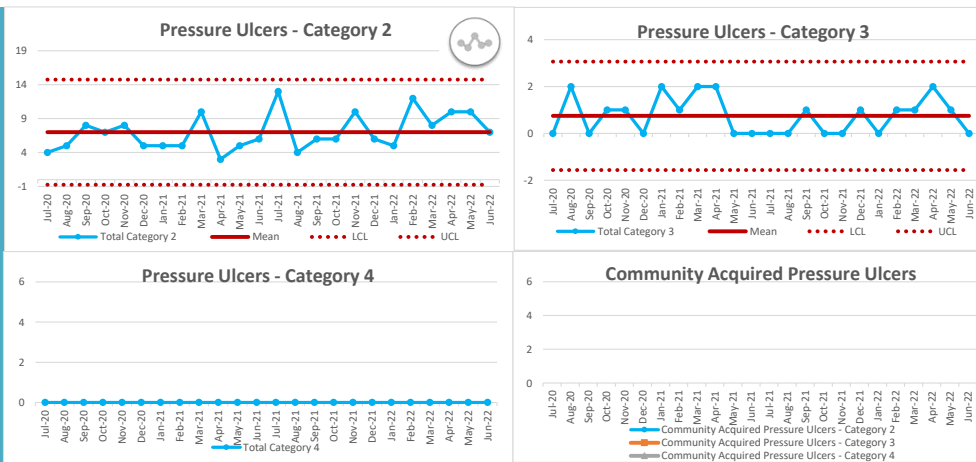 Pressure Ulcers - Category 2
19
14
9
4
-1
Jul-20 Aug-20 Sep-20 Oct-20 Nov-20 Dec-20 Jan-21 Feb-21 Mar-21 Apr-21 May-21 Jun-21 Jul-21 Aug-21 Sep-21 Oct-21 Nov-21 Dec-21 Jan-22 Feb-22 Mar-22 Apr-22 May-22 Jun-22
Total Category 2 Mean LCL UCL
Pressure Ulcers - Category 3
4
2
0
-2
Jul-20 Aug-20 Sep-20 Oct-20 Nov-20 Dec-20 Jan-21 Feb-21 Mar-21 Apr-21 May-21 Jun-21 Jul-21 Aug-21 Sep-21 Oct-21 Nov-21 Dec-21 Jan-22 Feb-22 Mar-22 Apr-22 May-22 Jun-22
Total Category 3 Mean LCL UCL
Pressure Ulcers - Category 4
6
4
2
0
Jul-20 Aug-20 Sep-20 Oct-20 Nov-20 Dec-20 Jan-21 Feb-21 Mar-21 Apr-21 May-21 Jun-21 Jul-21 Aug-21 Sep-21 Oct-21 Nov-21 Dec-21 Jan-22 Feb-22 Mar-22 Apr-22 May-22 Jun-22
Total Category 4
Community Acquired Pressure Ulcers
6
4
2
0
Jul-20 Aug-20 Sep-20 Oct-20 Nov-20 Dec-20 Jan-21 Feb-21 Mar-21 Apr-21 May-21 Jun-21 Jul-21 Aug-21 Sep-21 Oct-21 Nov-21 Dec-21 Jan-22 Feb-22 Mar-22 Apr-22 May-22 Jun-22
Community Acquired Pressure Ulcers - Category 2
Community Acquired Pressure Ulcers - Category 3
Community Acquired Pressure Ulcers - Category 4